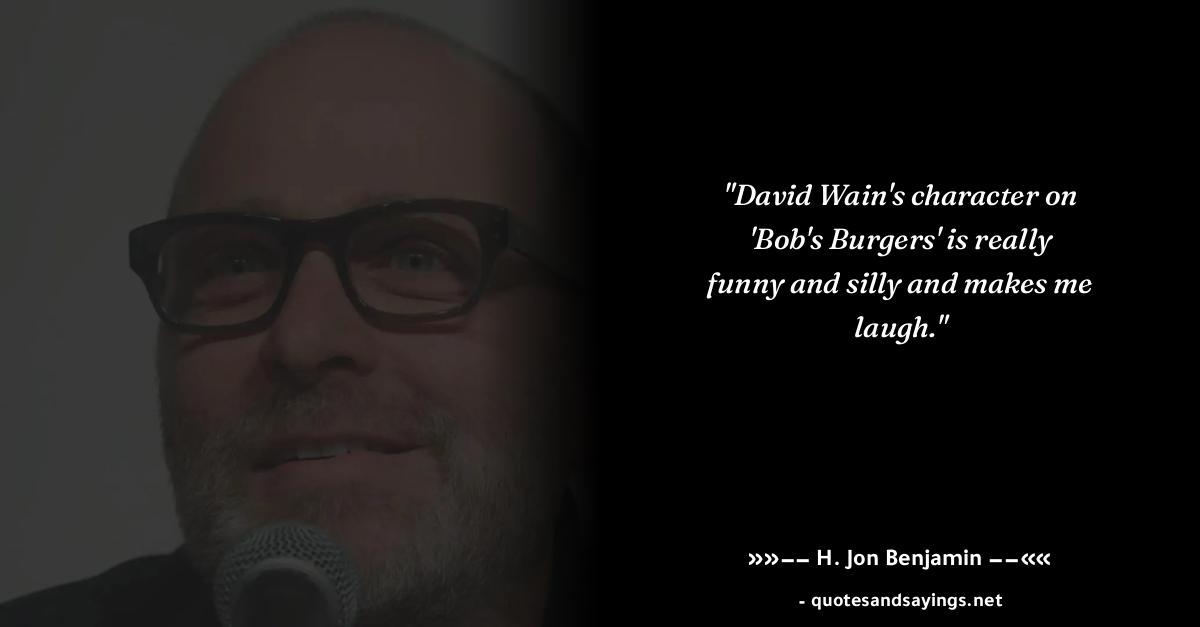 "David Wain's character on
'Bob's Burgers' is really
funny and silly and makes me
laugh."
»»−− H. Jon Benjamin −−««
- quotesandsayings.net